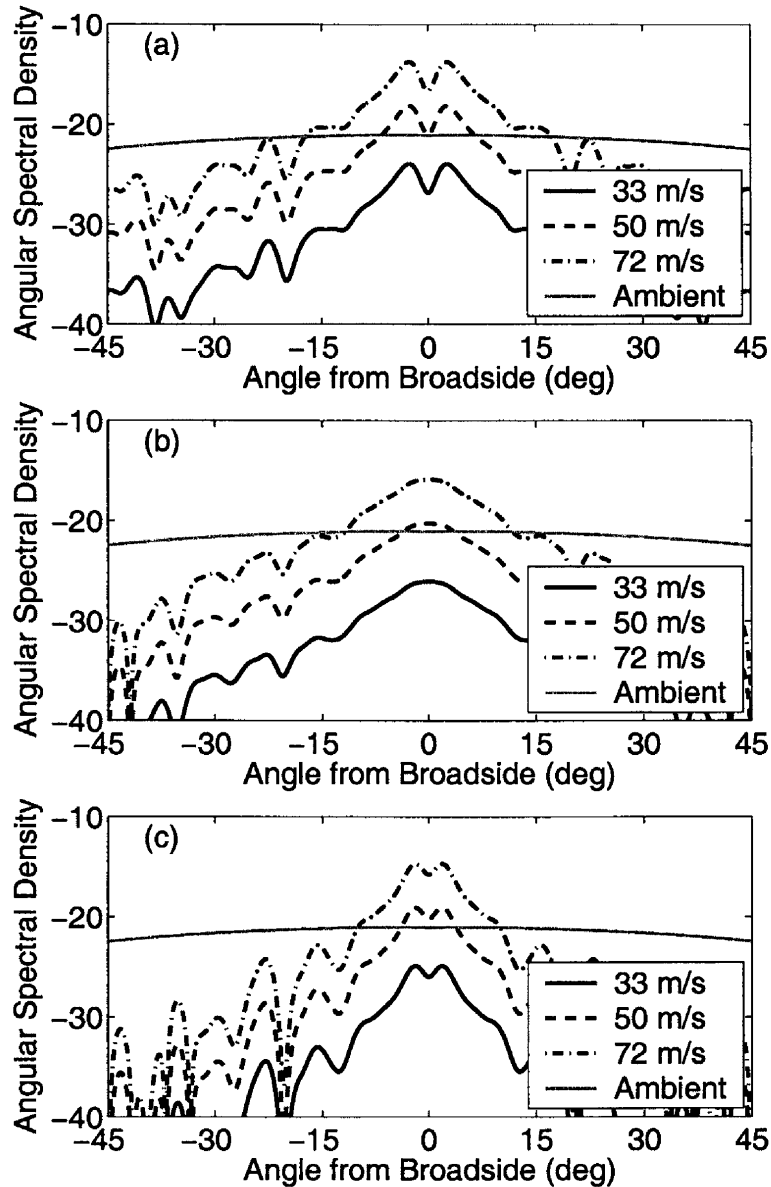 (a)
Angular Spectral Density
−10
−20
−30
−40
33 m/s
50 m/s
72 m/s
Ambient
−45 −30 −15 0 15 30 45
Angle from Broadside (deg)
(b)
Angular Spectral Density
−10
−20
−30
−40
33 m/s
50 m/s
72 m/s
Ambient
−45 −30 −15 0 15 30 45
Angle from Broadside (deg)
(c)
Angular Spectral Density
−10
−20
−30
−40
33 m/s
50 m/s
72 m/s
Ambient
−45 −30 −15 0 15 30 45
Angle from Broadside (deg)